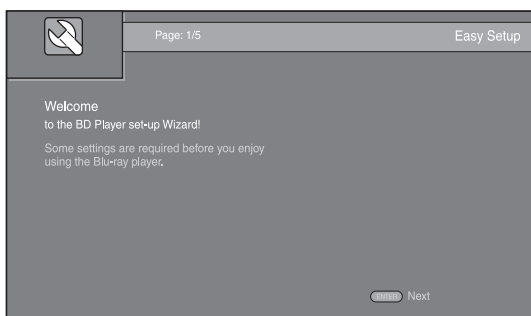 Page: 1/5
Easy Setup
Welcome
to the BD Player set-up Wizard!
Some settings are required before you enjoy
using the Blu-ray player.
ENTER Next